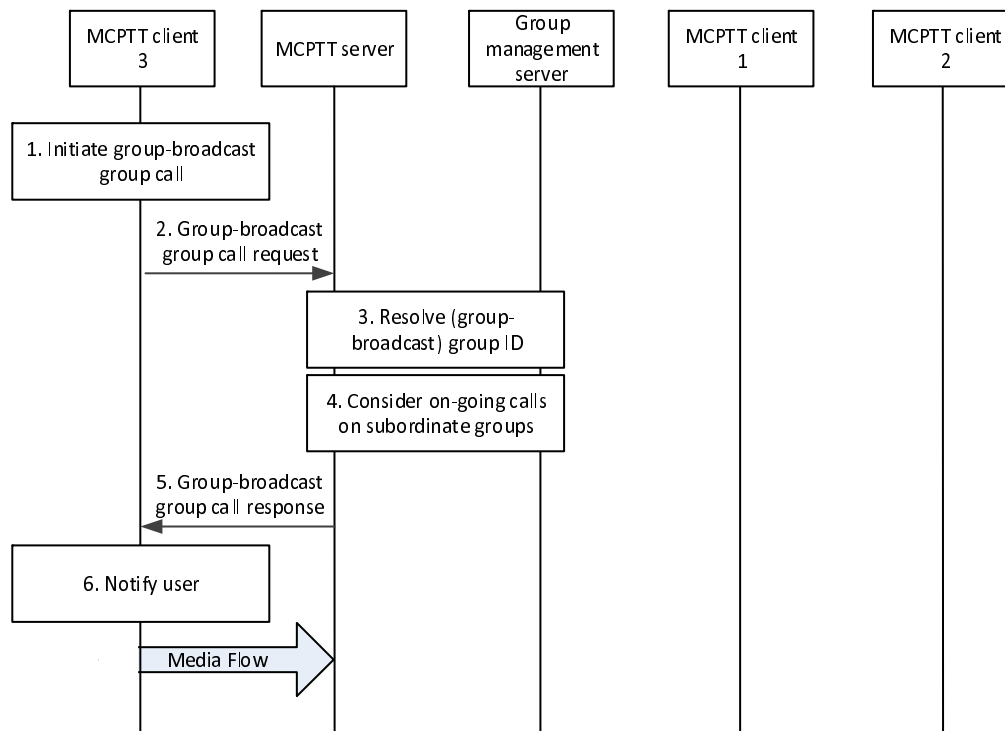 MCPTT client
3
MCPTT server
Group
management
server
MCPTT client
1
MCPTT client
2
1. Initiate group-broadcast
group call
2. Group-broadcast
group call request
3. Resolve (group-
broadcast) group ID
4. Consider on-going calls
on subordinate groups
5. Group-broadcast
group call response
6. Notify user
Media Flow